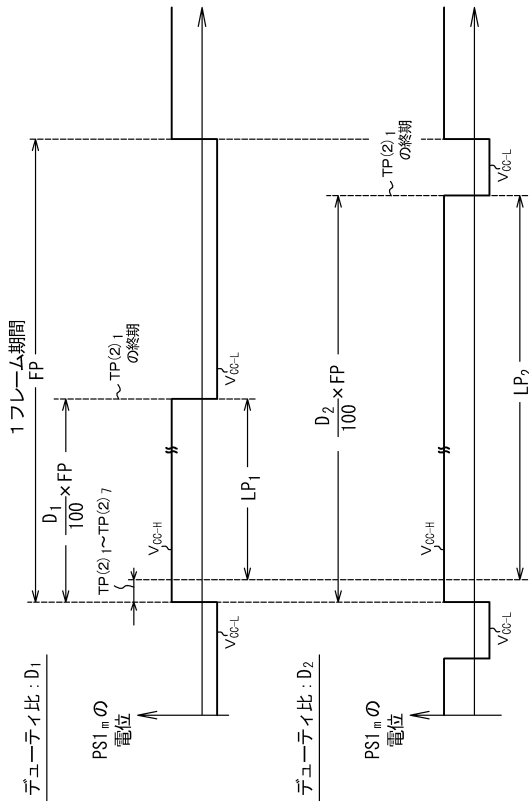 デューティ比：D1
1フレーム期間
FP
D1/100×FP
TP(2)1～TP(2)7
TP(2)1
の終期
VCC-H
VCC-L
VCC-L
LP1
PS1mの
電位
デューティ比：D2
D2/100×FP
TP(2)1
の終期
VCC-H
VCC-L
VCC-L
LP2
PS1mの
電位